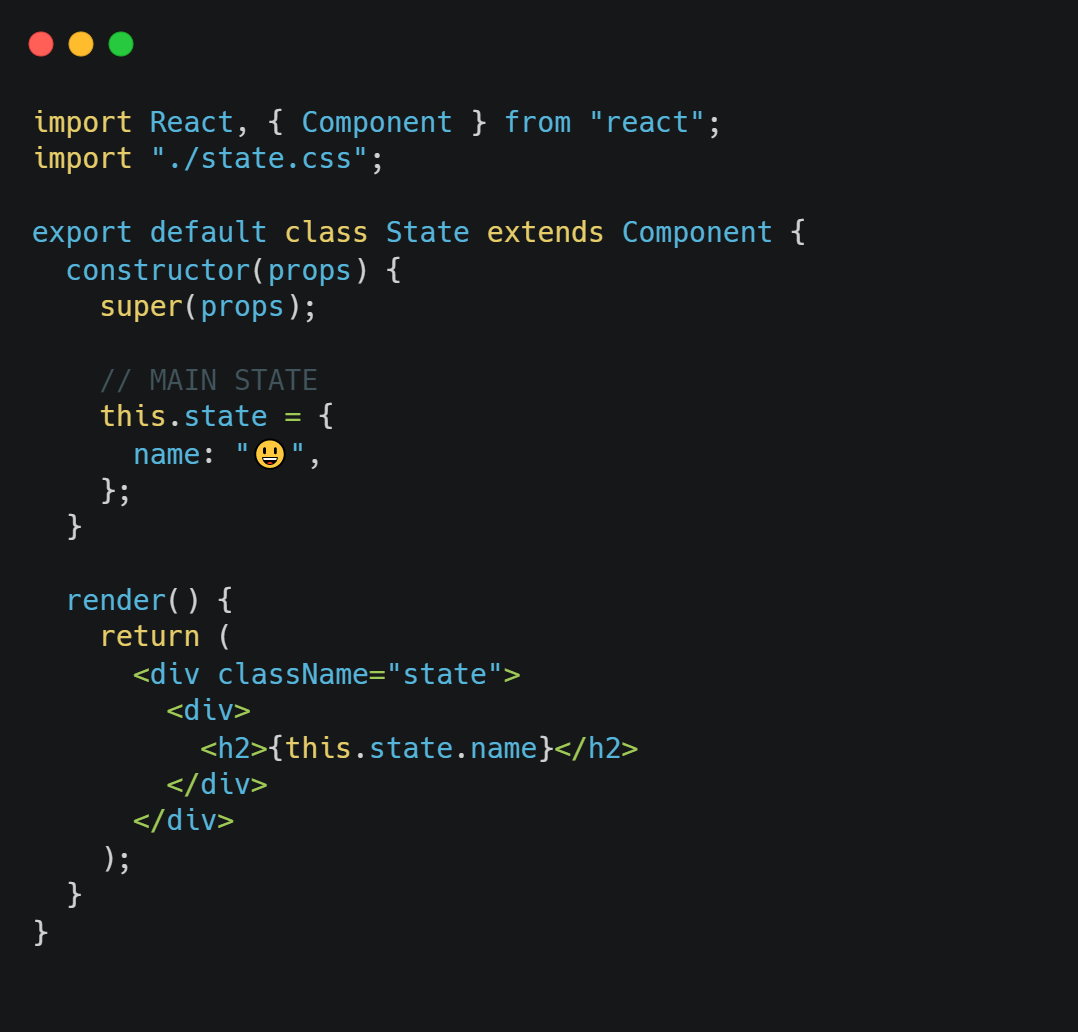 import React, { Component } from "react";
import "./state.css";

export default class State extends Component {
  constructor(props) {
    super(props);

    // MAIN STATE
    this.state = {
      name: "😃",
    };
  }

  render() {
    return (
      <div className="state">
        <div>
          <h2>{this.state.name}</h2>
        </div>
      </div>
    );
  }
}